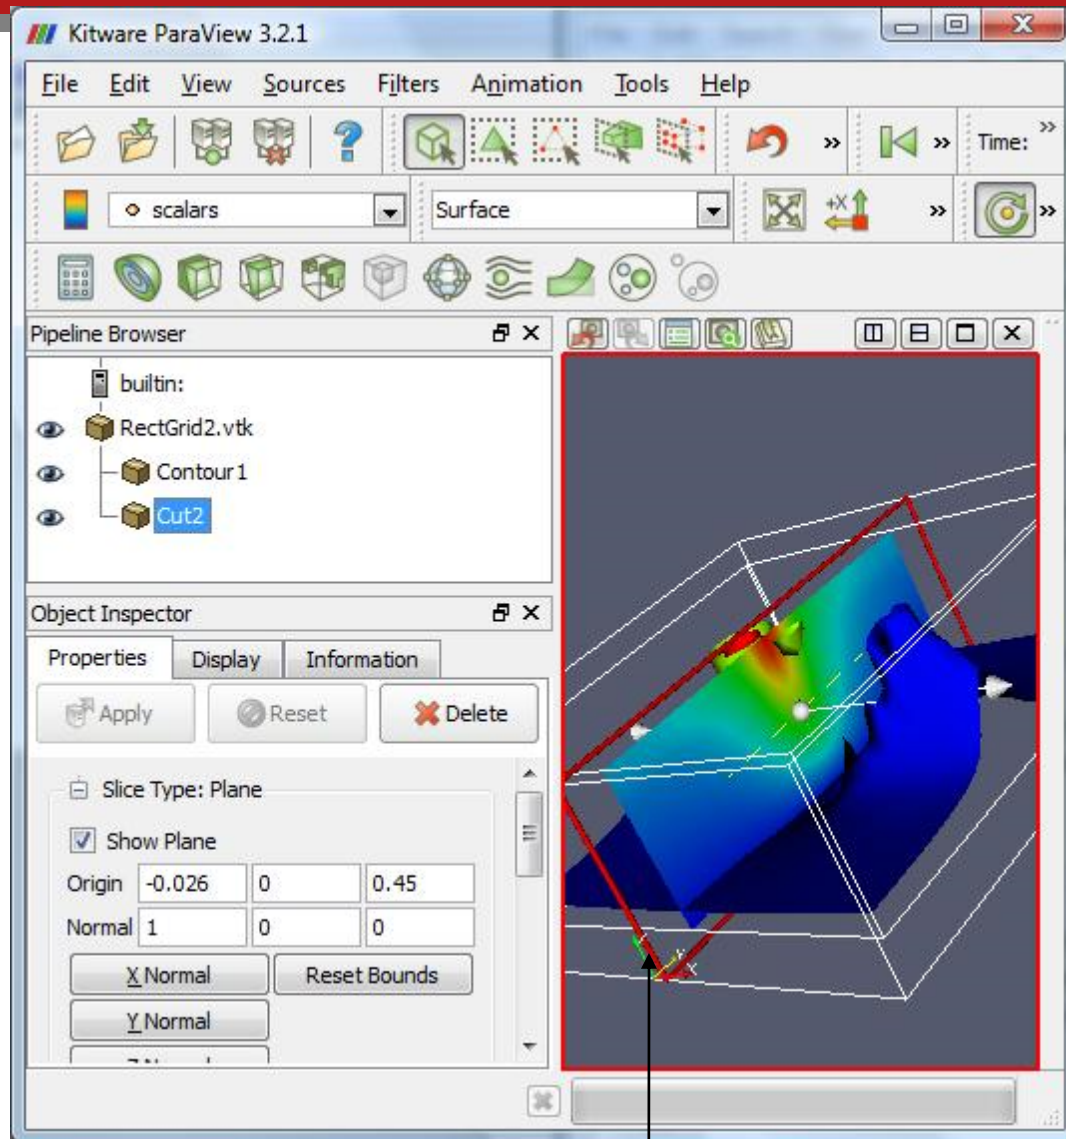 Kitware ParaView 3.2.1
File Edit View Sources Filters Animation Tools Help
Time:
scalars
Surface
+X
Pipeline Browser
builtin:
RectGrid2.vtk
Contour1
Cut2
Object Inspector
Properties Display Information
Apply Reset Delete
Slice Type: Plane
Show Plane
Origin -0.026 0 0.45
Normal 1 0 0
X Normal Reset Bounds
Y Normal
X